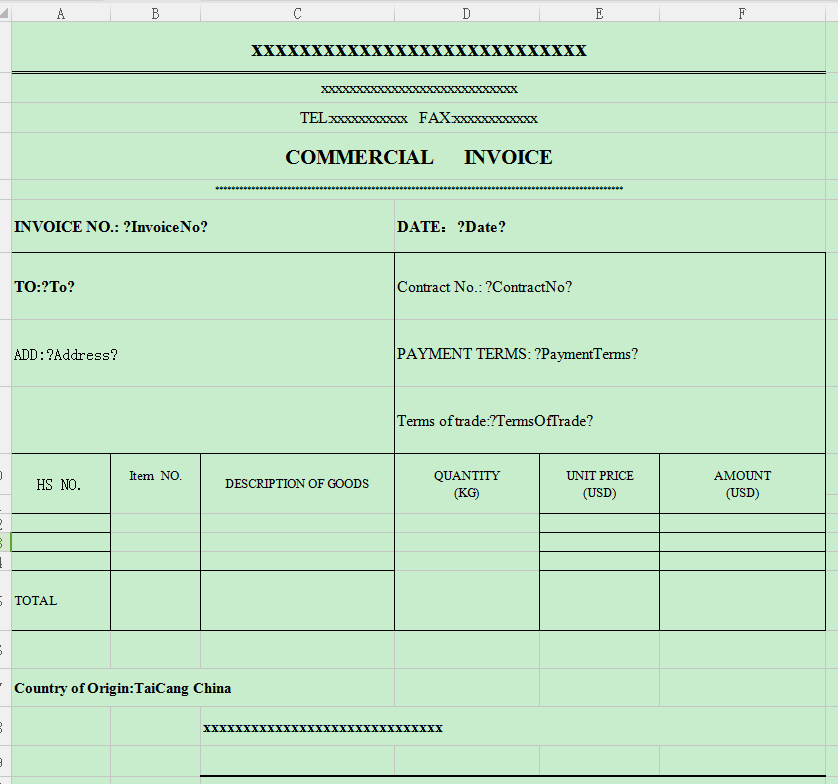 A B C D E F
xxxxxxxxxxxxxxxxxxxxxxxxxxxx
xxxxxxxxxxxxxxxxxxxxxxxxxxxx
TEL:xxxxxxxxxxx FAX:xxxxxxxxxxxx
COMMERCIAL INVOICE
INVOICE NO.: ?InvoiceNo? DATE：?Date?
TO:?To? Contract No.: ?ContractNo?
ADD:?Address? PAYMENT TERMS: ?PaymentTerms?
Terms of trade:?TermsOfTrade?
HS NO.
Item NO.
DESCRIPTION OF GOODS
QUANTITY
(KG)
UNIT PRICE
(USD)
AMOUNT
(USD)
TOTAL
Country of Origin:TaiCang China
xxxxxxxxxxxxxxxxxxxxxxxxxxxxxx